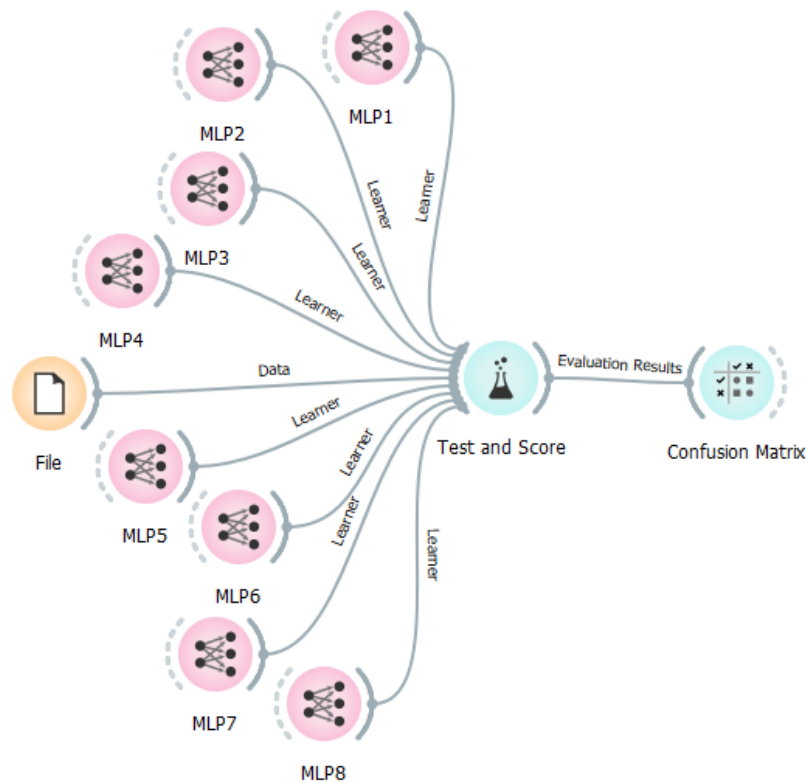 MLP1
MLP2
Learner
Learner
MLP3
Learner
MLP4
Learner
Data
Evaluation Results
File
Learner
Test and Score
Confusion Matrix
MLP5
Learner
Learner
Learner
MLP6
MLP7
MLP8